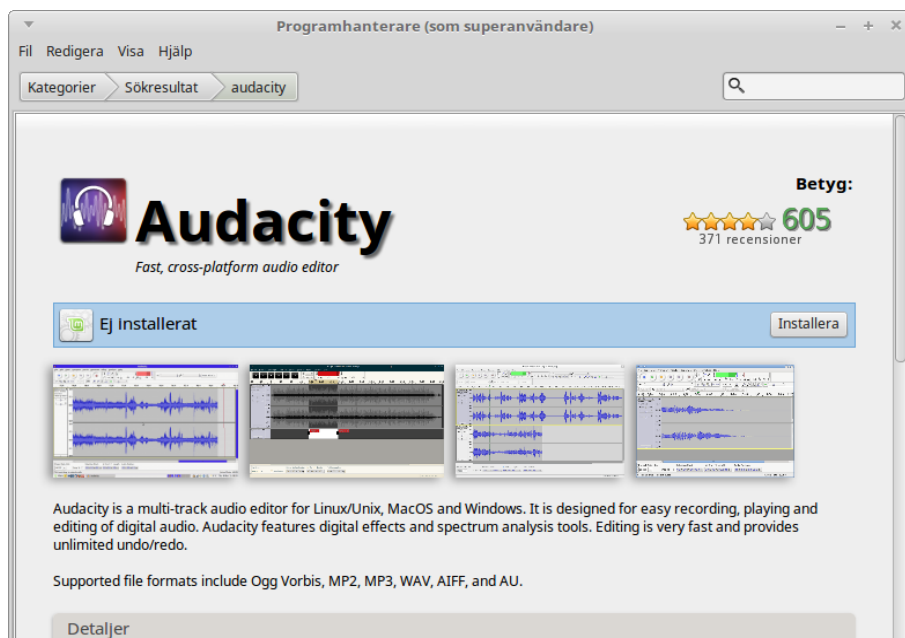 Programhanterare (som superanvändare)
Fil Redigera Visa Hjälp
Kategorier Sökresultat audacity
Betyg:
Audacity
605
371 recensioner
Fast, cross-platform audio editor
Ej installerat
Installera
Audacity is a multi-track audio editor for Linux/Unix, MacOS and Windows. It is designed for easy recording, playing and
editing of digital audio. Audacity features digital effects and spectrum analysis tools. Editing is very fast and provides
unlimited undo/redo.
Supported file formats include Ogg Vorbis, MP2, MP3, WAV, AIFF, and AU.
Detaljer